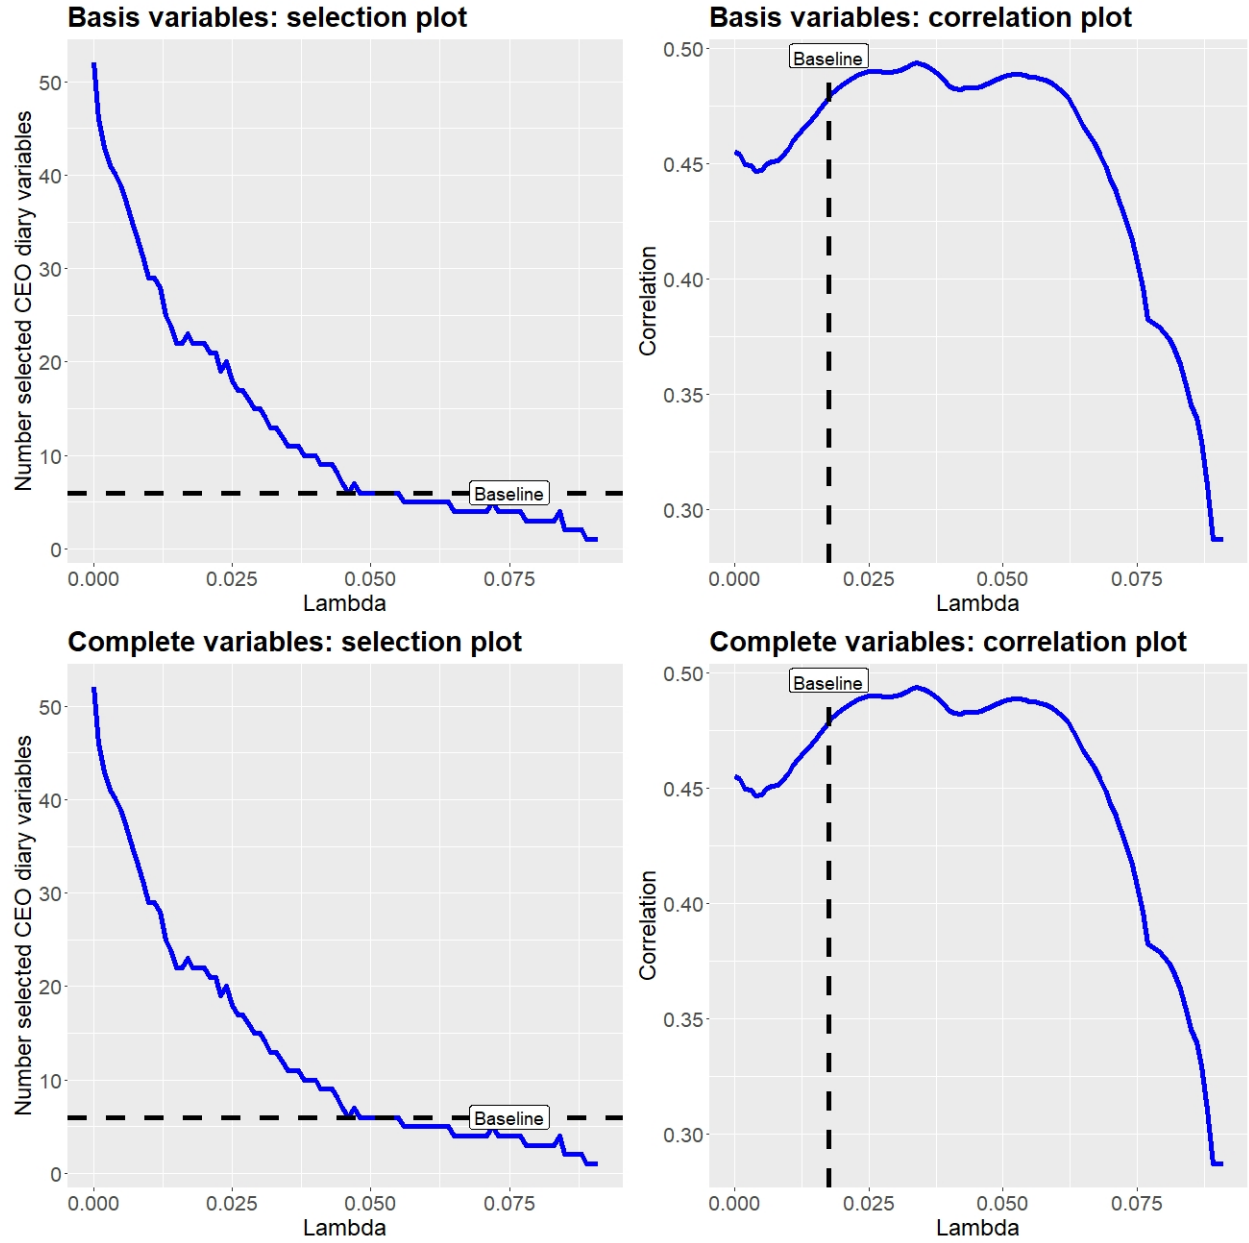 Basis variables: selection plot
Number selected CEO diary variables
50
40
30
20
10
0
Baseline
0.000 0.025 0.050 0.075
Lambda
Basis variables: correlation plot
Correlation
0.50
0.45
0.40
0.35
0.30
Baseline
0.000 0.025 0.050 0.075
Lambda
Complete variables: selection plot
Number selected CEO diary variables
50
40
30
20
10
0
Baseline
0.000 0.025 0.050 0.075
Lambda
Complete variables: correlation plot
Correlation
0.50
0.45
0.40
0.35
0.30
Baseline
0.000 0.025 0.050 0.075
Lambda